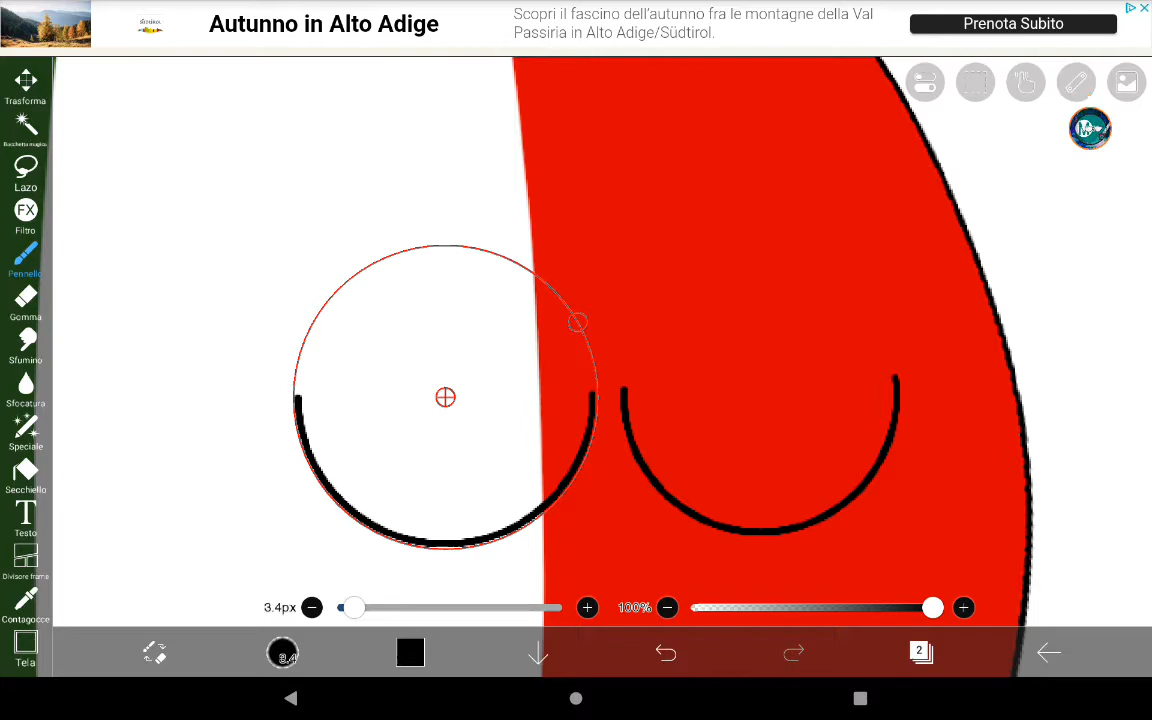 SÜDTIROL
Autunno in Alto Adige
Scopri il fascino dell'autunno fra le montagne della Val
Passiria in Alto Adige/Südtirol.
Prenota Subito
Trasforma
Bacchetta magica
Lazo
FX
Filtro
Pennello
Gomma
Sfumino
Sfocatura
Speciale
Secchiello
T
Testo
Divisore frame
Contagocce
Tela
3.4px
100%
3.4
2